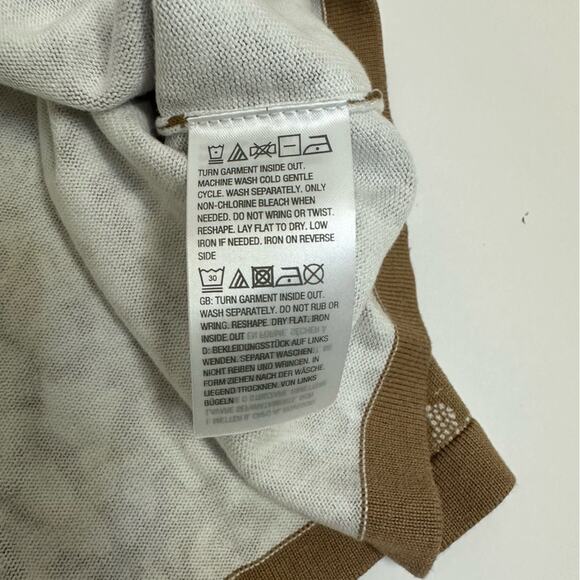 TURN GARMENT INSIDE OUT.
MACHINE WASH COLD GENTLE
CYCLE. WASH SEPARATELY. ONLY
NON-CHLORINE BLEACH WHEN
NEEDED. DO NOT WRING OR TWIST.
RESHAPE. LAY FLAT TO DRY. LOW
IRON IF NEEDED. IRON ON REVERSE
SIDE
30
GB: TURN GARMENT INSIDE OUT.
WASH SEPARATELY. DO NOT RUB OR
WRING. RESHAPE. DRY FLAT. IRON
INSIDE OUT
D: BEKLEIDUNGSSTÜCK AUF LINKS
WENDEN. SEPARAT WASCHEN.
NICHT REIBEN UND WRINGEN. IN
FORM ZIEHEN NACH DER WÄSCHE.
LIEGEND TROCKNEN. VON LINKS
BÜGELN